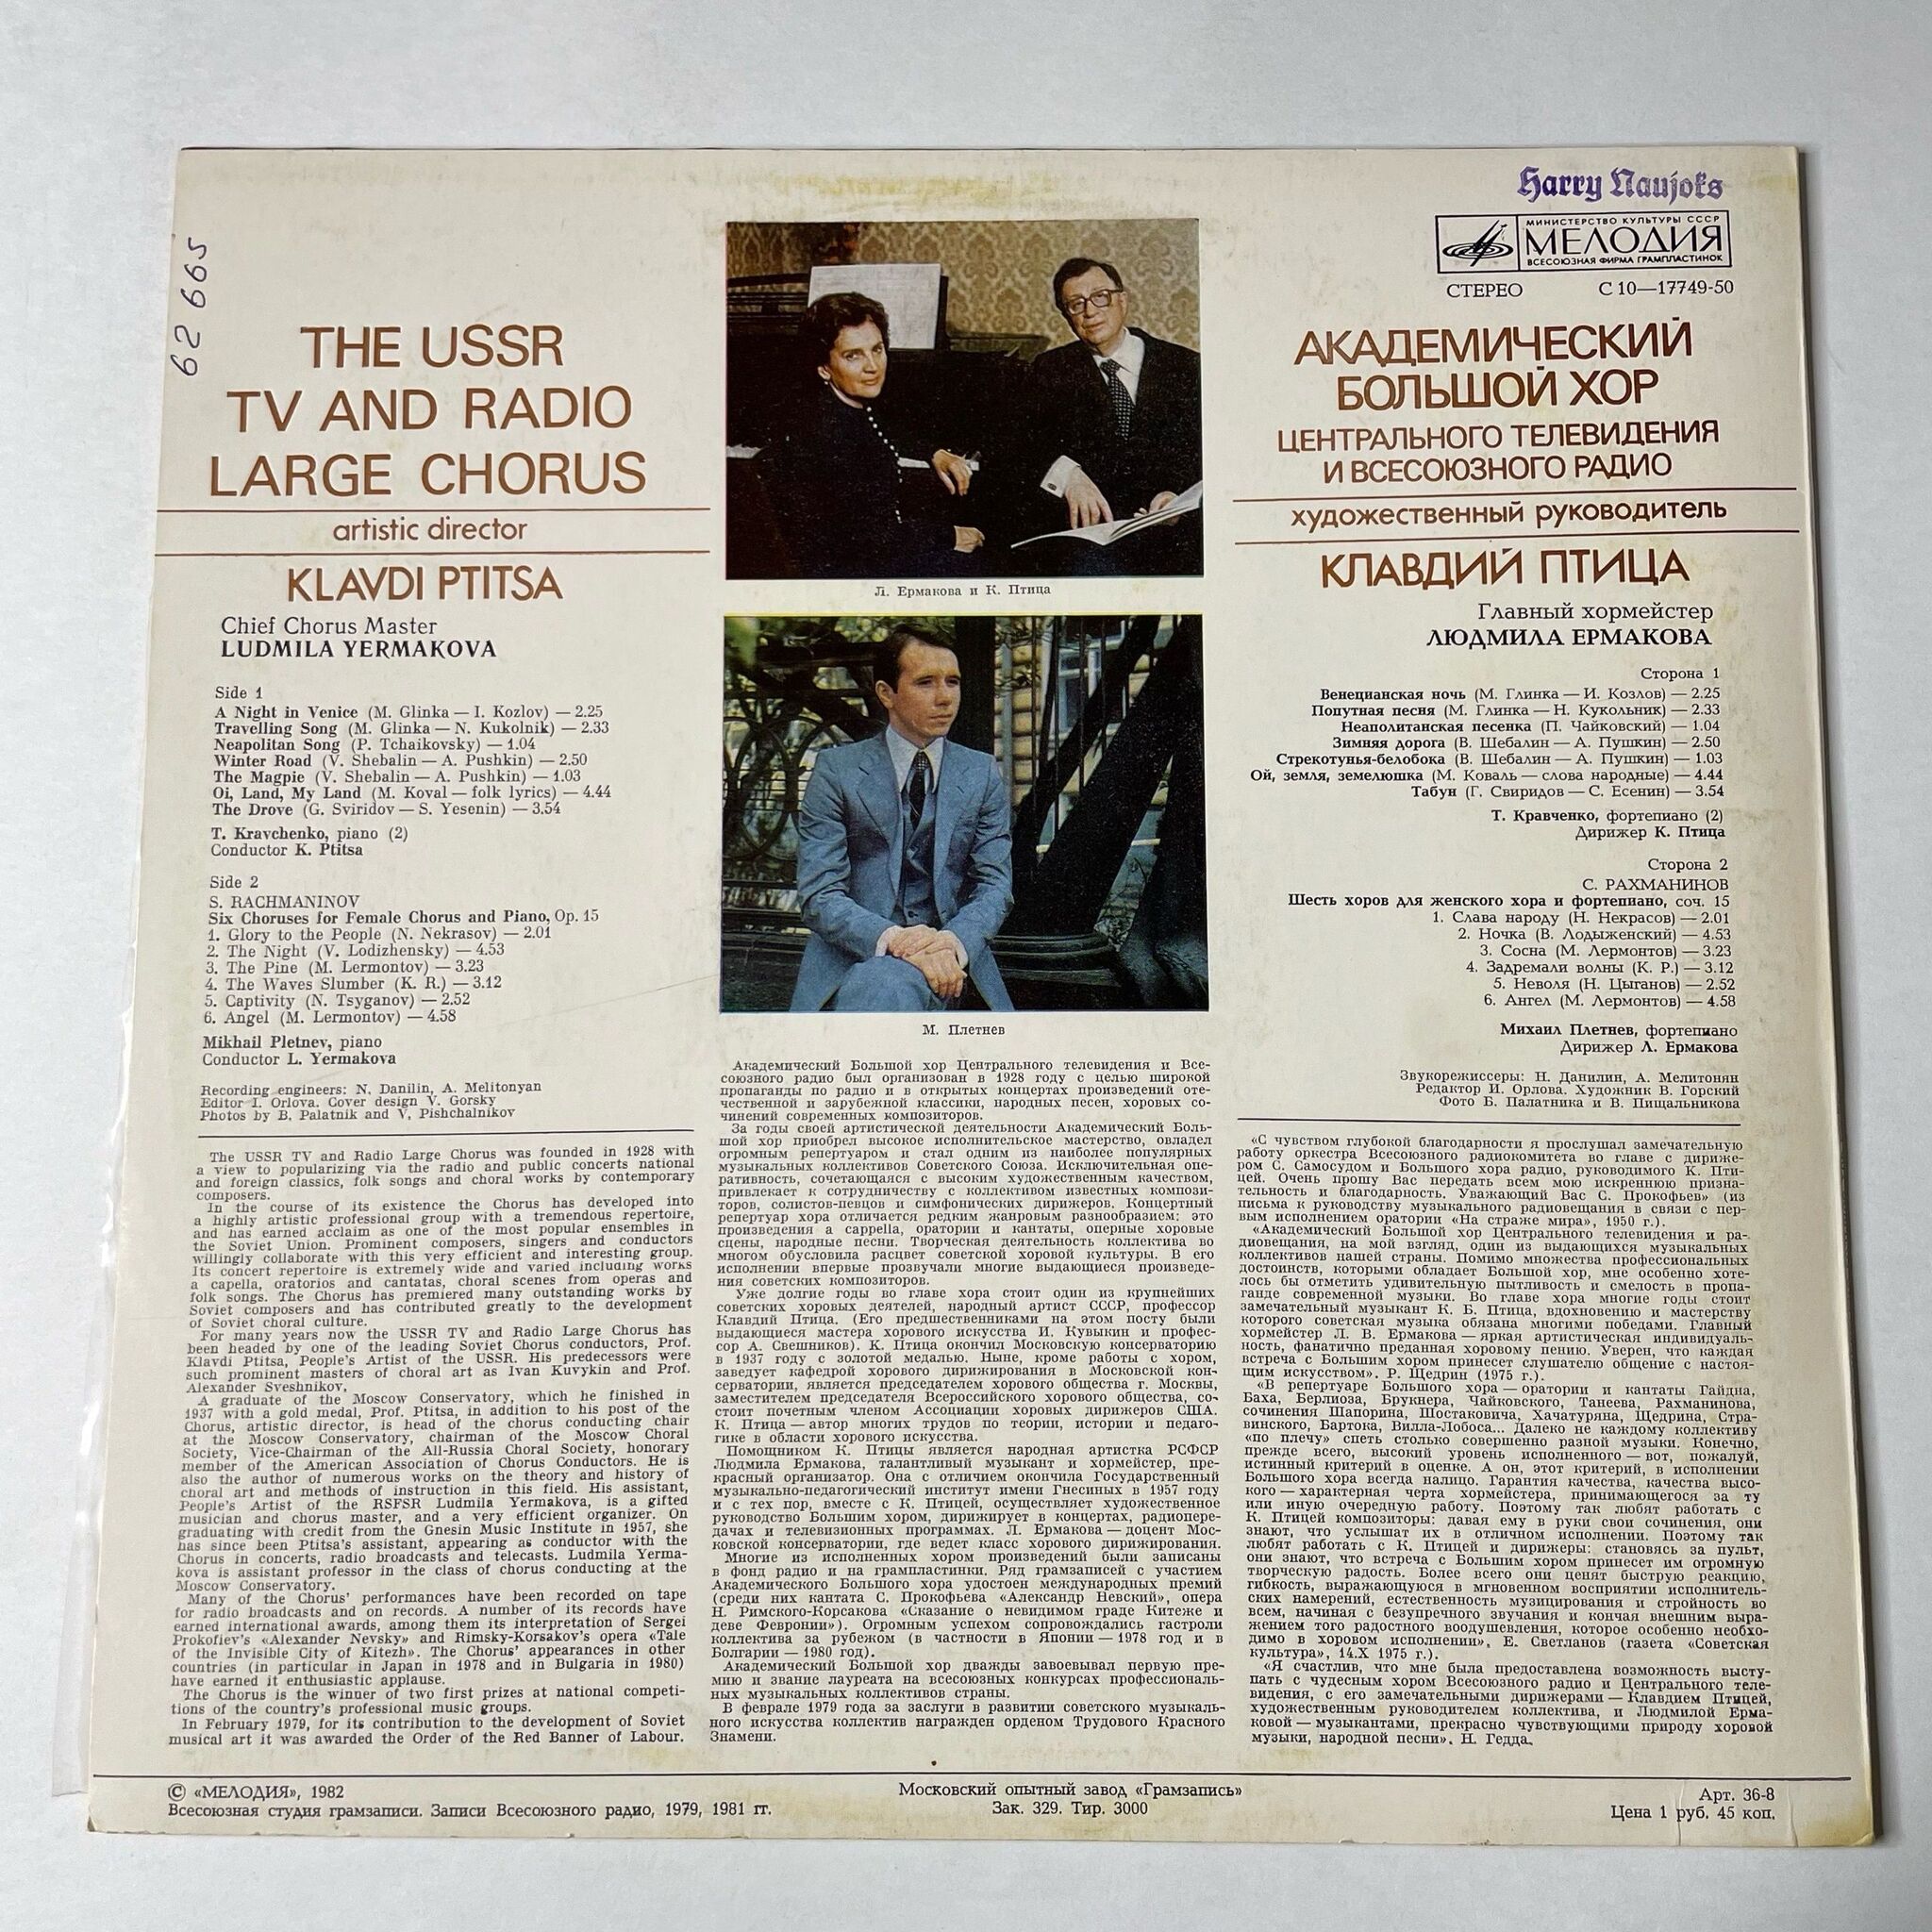 Harry Naujoks
62 665
МИНИСТЕРСТВО КУЛЬТУРЫ СССР
МЕЛОДИЯ
ВСЕСОЮЗНАЯ ФИРМА ГРАМПЛАСТИНОК
СТЕРЕО С 10—17749-50
THE USSR
TV AND RADIO
LARGE CHORUS
artistic director
KLAVDI PTITSA
Chief Chorus Master
LUDMILA YERMAKOVA
Side 1
A Night in Venice (M. Glinka — I. Kozlov) — 2.25
Travelling Song (M. Glinka — N. Kukolnik) — 2.33
Neapolitan Song (P. Tchaikovsky) — 1.04
Winter Road (V. Shebalin — A. Pushkin) — 2.50
The Magpie (V. Shebalin — A. Pushkin) — 1.03
Oi, Land, My Land (M. Koval — folk lyrics) — 4.44
The Drove (G. Sviridov — S. Yesenin) — 3.54
T. Kravchenko, piano (2)
Conductor K. Ptitsa
Side 2
S. RACHMANINOV
Six Choruses for Female Chorus and Piano, Op. 15
1. Glory to the People (N. Nekrasov) — 2.01
2. The Night (V. Lodizhensky) — 4.53
3. The Pine (M. Lermontov) — 3.23
4. The Waves Slumber (K. R.) — 3.12
5. Captivity (N. Tsyganov) — 2.52
6. Angel (M. Lermontov) — 4.58
Mikhail Pletnev, piano
Conductor L. Yermakova
Recording engineers: N. Danilin, A. Melitonyan
Editor I. Orlova. Cover design V. Gorsky
Photos by B. Palatnik and V. Pishchalnikov
The USSR TV and Radio Large Chorus was founded in 1928 with
a view to popularizing via the radio and public concerts national
and foreign classics, folk songs and choral works by contemporary
composers.
In the course of its existence the Chorus has developed into
a highly artistic professional group with a tremendous repertoire,
and has earned acclaim as one of the most popular ensembles in
the Soviet Union. Prominent composers, singers and conductors
willingly collaborate with this very efficient and interesting group.
Its concert repertoire is extremely wide and varied including works
a capella, oratorios and cantatas, choral scenes from operas and
folk songs. The Chorus has premiered many outstanding works by
Soviet composers and has contributed greatly to the development
of Soviet choral culture.
For many years now the USSR TV and Radio Large Chorus has
been headed by one of the leading Soviet Chorus conductors, Prof.
Klavdi Ptitsa, People's Artist of the USSR. His predecessors were
such prominent masters of choral art as Ivan Kuvykin and Prof.
Alexander Sveshnikov.
A graduate of the Moscow Conservatory, which he finished in
1937 with a gold medal, Prof. Ptitsa, in addition to his post of the
Chorus, artistic director, is head of the chorus conducting chair
at the Moscow Conservatory, chairman of the Moscow Choral
Society, Vice-Chairman of the All-Russia Choral Society, honorary
member of the American Association of Chorus Conductors. He is
also the author of numerous works on the theory and history of
choral art and methods of instruction in this field. His assistant,
People's Artist of the RSFSR Ludmila Yermakova, is a gifted
musician and chorus master, and a very efficient organizer. On
graduating with credit from the Gnesin Music Institute in 1957, she
has since been Ptitsa's assistant, appearing as conductor with the
Chorus in concerts, radio broadcasts and telecasts. Ludmila Yerma-
kova is assistant professor in the class of chorus conducting at the
Moscow Conservatory.
Many of the Chorus' performances have been recorded on tape
for radio broadcasts and on records. A number of its records have
earned international awards, among them its interpretation of Sergei
Prokofiev's «Alexander Nevsky» and Rimsky-Korsakov's opera «Tale
of the Invisible City of Kitezh». The Chorus' appearances in other
countries (in particular in Japan in 1978 and in Bulgaria in 1980)
have earned it enthusiastic applause.
The Chorus is the winner of two first prizes at national competi-
tions of the country's professional music groups.
In February 1979, for its contribution to the development of Soviet
musical art it was awarded the Order of the Red Banner of Labour.
Л. Ермакова и К. Птица
М. Плетнев
Академический Большой хор Центрального телевидения и Все-
союзного радио был организован в 1928 году с целью широкой
пропаганды по радио и в открытых концертах произведений оте-
чественной и зарубежной классики, народных песен, хоровых со-
чинений современных композиторов.
За годы своей артистической деятельности Академический Боль-
шой хор приобрел высокое исполнительское мастерство, овладел
огромным репертуаром и стал одним из наиболее популярных
музыкальных коллективов Советского Союза. Исключительная опе-
ративность, сочетающаяся с высоким художественным качеством,
привлекает к сотрудничеству с коллективом известных компози-
торов, солистов-певцов и симфонических дирижеров. Концертный
репертуар хора отличается редким жанровым разнообразием: это
произведения a cappella, оратории и кантаты, оперные хоровые
сцены, народные песни. Творческая деятельность коллектива во
многом обусловила расцвет советской хоровой культуры. В его
исполнении впервые прозвучали многие выдающиеся произведе-
ния советских композиторов.
Уже долгие годы во главе хора стоит один из крупнейших
советских хоровых деятелей, народный артист СССР, профессор
Клавдий Птица. (Его предшественниками на этом посту были
выдающиеся мастера хорового искусства И. Кувыкин и профес-
сор А. Свешников). К. Птица окончил Московскую консерваторию
в 1937 году с золотой медалью. Ныне, кроме работы с хором,
заведует кафедрой хорового дирижирования в Московской кон-
серватории, является председателем хорового общества г. Москвы,
заместителем председателя Всероссийского хорового общества, со-
стоит почетным членом Ассоциации хоровых дирижеров США.
К. Птица — автор многих трудов по теории, истории и педаго-
гике в области хорового искусства.
Помощником К. Птицы является народная артистка РСФСР
Людмила Ермакова, талантливый музыкант и хормейстер, пре-
красный организатор. Она с отличием окончила Государственный
музыкально-педагогический институт имени Гнесиных в 1957 году
и с тех пор, вместе с К. Птицей, осуществляет художественное
руководство Большим хором, дирижирует в концертах, радиопере-
дачах и телевизионных программах. Л. Ермакова — доцент Мос-
ковской консерватории, где ведет класс хорового дирижирования.
Многие из исполненных хором произведений были записаны
в фонд радио и на грампластинки. Ряд грамзаписей с участием
Академического Большого хора удостоен международных премий
(среди них кантата С. Прокофьева «Александр Невский», опера
Н. Римского-Корсакова «Сказание о невидимом граде Китеже и
деве Февронии»). Огромным успехом сопровождались гастроли
коллектива за рубежом (в частности в Японии — 1978 год и в
Болгарии — 1980 год).
Академический Большой хор дважды завоевывал первую пре-
мию и звание лауреата на всесоюзных конкурсах профессиональ-
ных музыкальных коллективов страны.
В феврале 1979 года за заслуги в развитии советского музыкаль-
ного искусства коллектив награжден орденом Трудового Красного
Знамени.
АКАДЕМИЧЕСКИЙ
БОЛЬШОЙ ХОР
ЦЕНТРАЛЬНОГО ТЕЛЕВИДЕНИЯ
И ВСЕСОЮЗНОГО РАДИО
художественный руководитель
КЛАВДИЙ ПТИЦА
Главный хормейстер
ЛЮДМИЛА ЕРМАКОВА
Сторона 1
Венецианская ночь (М. Глинка — И. Козлов) — 2.25
Попутная песня (М. Глинка — Н. Кукольник) — 2.33
Неаполитанская песенка (П. Чайковский) — 1.04
Зимняя дорога (В. Шебалин — А. Пушкин) — 2.50
Стрекотунья-белобока (В. Шебалин — А. Пушкин) — 1.03
Ой, земля, земелюшка (М. Коваль — слова народные) — 4.44
Табун (Г. Свиридов — С. Есенин) — 3.54
Т. Кравченко, фортепиано (2)
Дирижер К. Птица
Сторона 2
С. РАХМАНИНОВ
Шесть хоров для женского хора и фортепиано, соч. 15
1. Слава народу (Н. Некрасов) — 2.01
2. Ночка (В. Лодыженский) — 4.53
3. Сосна (М. Лермонтов) — 3.23
4. Задремали волны (К. Р.) — 3.12
5. Неволя (Н. Цыганов) — 2.52
6. Ангел (М. Лермонтов) — 4.58
Михаил Плетнев, фортепиано
Дирижер Л. Ермакова
Звукорежиссеры: Н. Данилин, А. Мелитонян
Редактор И. Орлова. Художник В. Горский
Фото Б. Палатника и В. Пищальникова
«С чувством глубокой благодарности я прослушал замечательную
работу оркестра Всесоюзного радиокомитета во главе с дириже-
ром С. Самосудом и Большого хора радио, руководимого К. Пти-
цей. Очень прошу Вас передать всем мою искреннюю призна-
тельность и благодарность. Уважающий Вас С. Прокофьев» (из
письма к руководству музыкального радиовещания в связи с пер-
вым исполнением оратории «На страже мира», 1950 г.).
«Академический Большой хор Центрального телевидения и ра-
диовещания, на мой взгляд, один из выдающихся музыкальных
коллективов нашей страны. Помимо множества профессиональных
достоинств, которыми обладает Большой хор, мне особенно хоте-
лось бы отметить удивительную пытливость и смелость в пропа-
ганде современной музыки. Во главе хора многие годы стоит
замечательный музыкант К. Б. Птица, вдохновению и мастерству
которого советская музыка обязана многими победами. Главный
хормейстер Л. В. Ермакова — яркая артистическая индивидуаль-
ность, фанатично преданная хоровому пению. Уверен, что каждая
встреча с Большим хором принесет слушателю общение с настоя-
щим искусством». Р. Щедрин (1975 г.).
«В репертуаре Большого хора — оратории и кантаты Гайдна,
Баха, Берлиоза, Брукнера, Чайковского, Танеева, Рахманинова,
сочинения Шапорина, Шостаковича, Хачатуряна, Щедрина, Стра-
винского, Бартока, Вилла-Лобоса... Далеко не каждому коллективу
«по плечу» спеть столько совершенно разной музыки. Конечно,
прежде всего, высокий уровень исполненного — вот, пожалуй,
истинный критерий в оценке. А он, этот критерий, в исполнении
Большого хора всегда налицо. Гарантия качества, качества высо-
кого — характерная черта хормейстера, принимающегося за ту
или иную очередную работу. Поэтому так любят работать с
К. Птицей композиторы: давая ему в руки свои сочинения, они
знают, что услышат их в отличном исполнении. Поэтому так
любят работать с К. Птицей и дирижеры: становясь за пульт,
они знают, что встреча с Большим хором принесет им огромную
творческую радость. Более всего они ценят быструю реакцию,
гибкость, выражающуюся в мгновенном восприятии исполнитель-
ских намерений, естественность музицирования и стройность во
всем, начиная с безупречного звучания и кончая внешним выра-
жением того радостного воодушевления, которое особенно необхо-
димо в хоровом исполнении». Е. Светланов (газета «Советская
культура», 14.X 1975 г.).
«Я счастлив, что мне была предоставлена возможность высту-
пать с чудесным хором Всесоюзного радио и Центрального теле-
видения, с его замечательными дирижерами — Клавдием Птицей,
художественным руководителем коллектива, и Людмилой Ерма-
ковой — музыкантами, прекрасно чувствующими природу хоровой
музыки, народной песни». Н. Гедда.
© «МЕЛОДИЯ», 1982
Всесоюзная студия грамзаписи. Записи Всесоюзного радио, 1979, 1981 гг.
Московский опытный завод «Грамзапись»
Зак. 329. Тир. 3000
Арт. 36-8
Цена 1 руб. 45 коп.